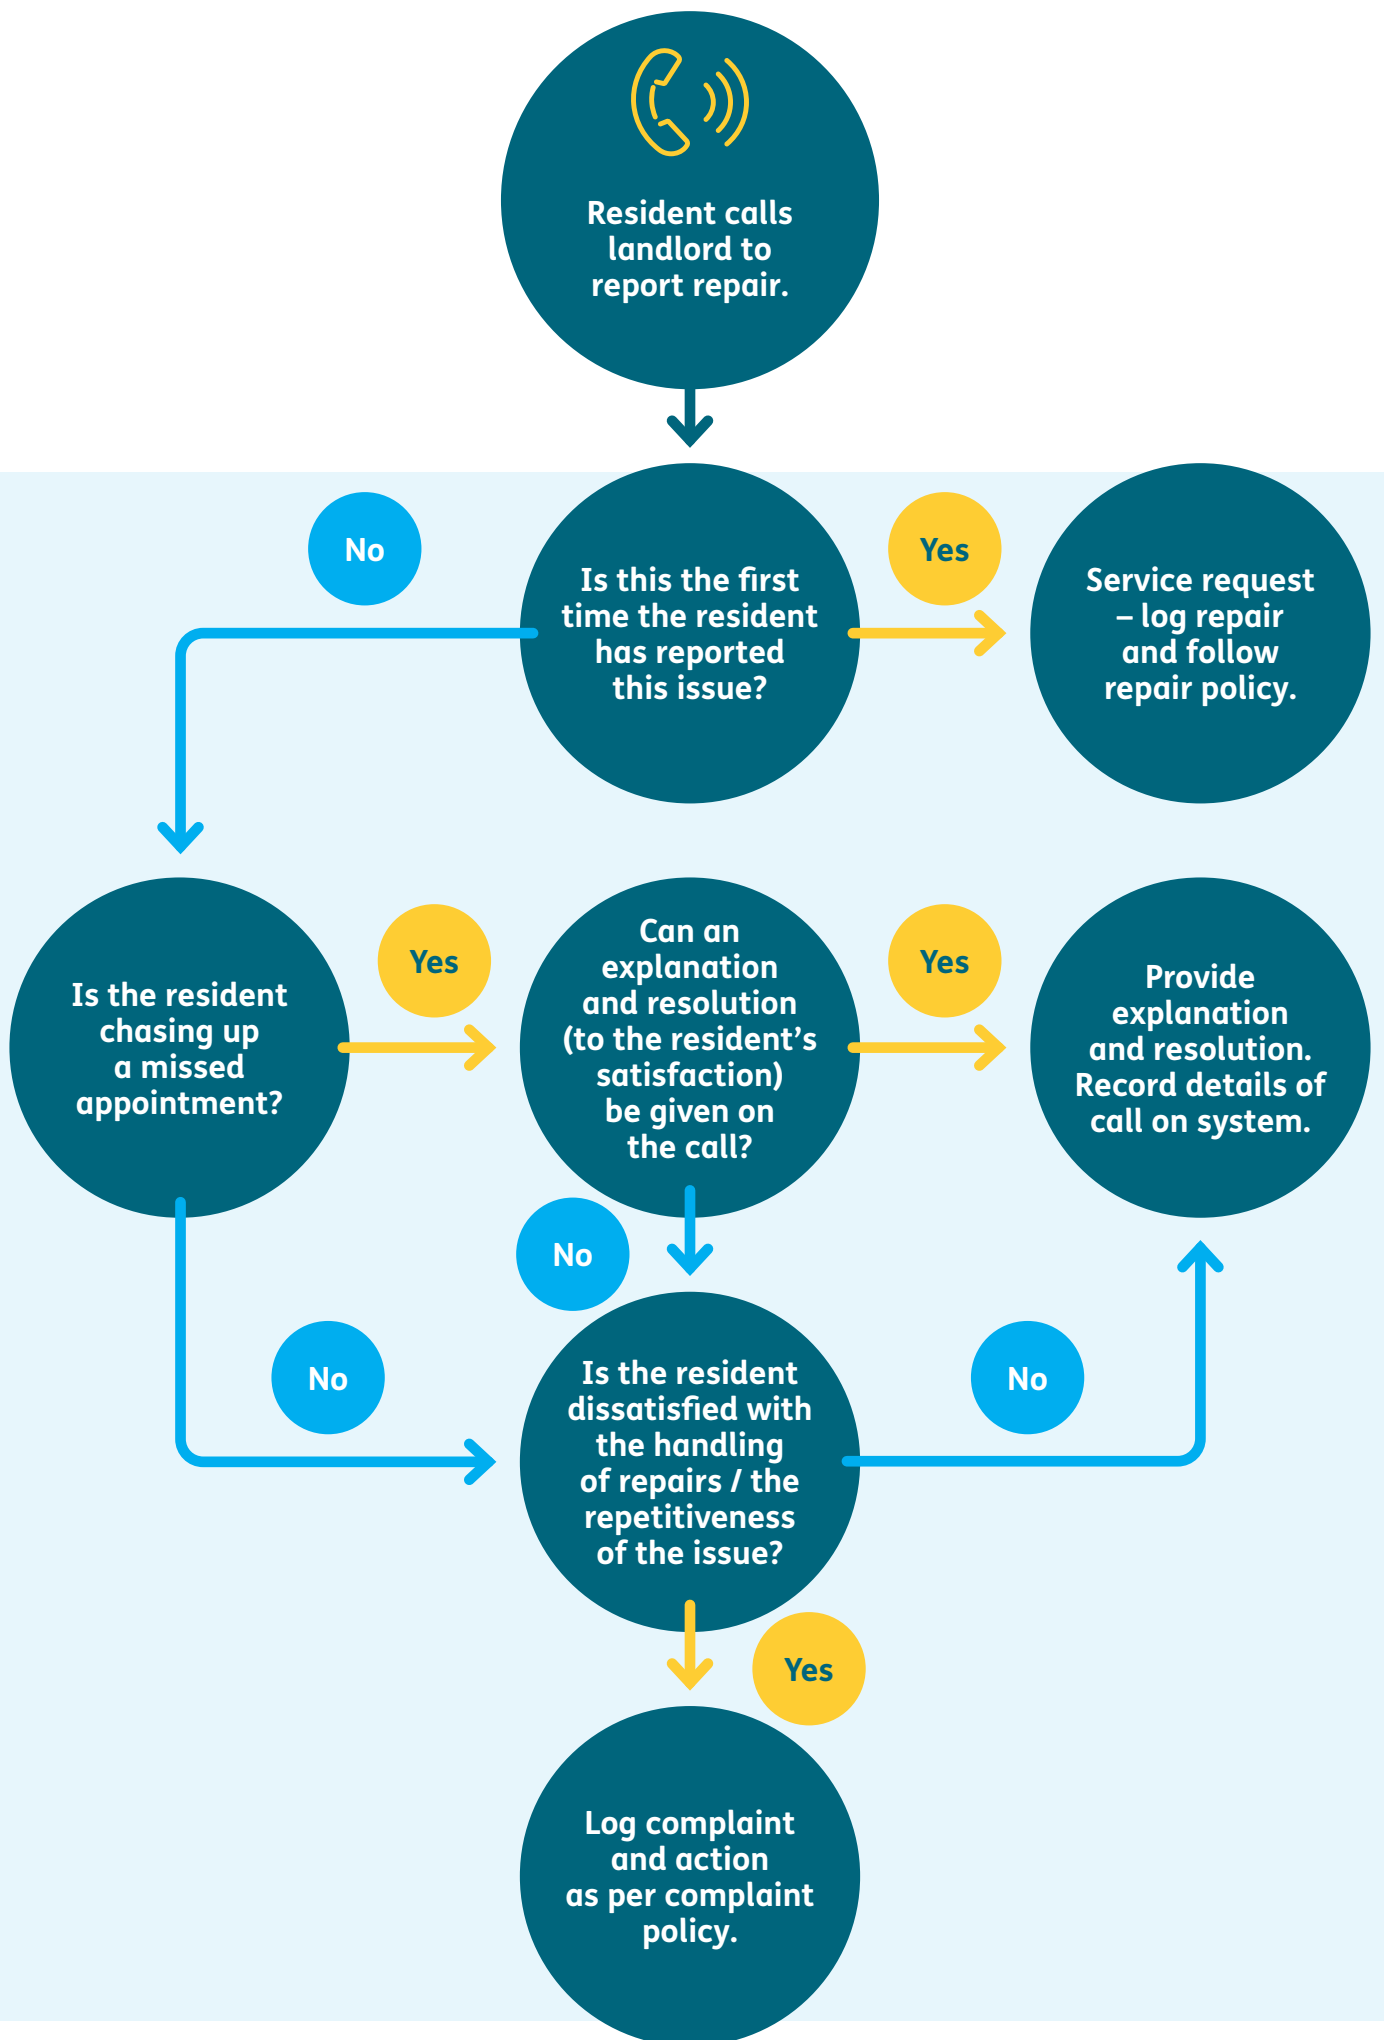 Resident calls
landlord to
report repair.
No
Is this the first
time the resident
has reported
this issue?
Yes
Service request
– log repair
and follow
repair policy.
Is the resident
chasing up
a missed
appointment?
Yes
Can an
explanation
and resolution
(to the resident’s
satisfaction)
be given on
the call?
Yes
Provide
explanation
and resolution.
Record details of
call on system.
No
No
Is the resident
dissatisfied with
the handling
of repairs / the
repetitiveness
of the issue?
No
Yes
Log complaint
and action
as per complaint
policy.